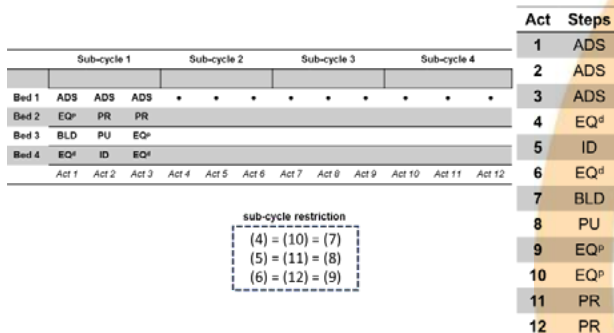 Sub-cycle 1 Sub-cycle 2 Sub-cycle 3 Sub-cycle 4
Bed 1 ADS ADS ADS • • • • • • • • •
Bed 2 EQᵖ PR PR
Bed 3 BLD PU EQᵖ
Bed 4 EQᵈ ID EQᵈ
Act 1 Act 2 Act 3 Act 4 Act 5 Act 6 Act 7 Act 8 Act 9 Act 10 Act 11 Act 12
sub-cycle restriction
(4) = (10) = (7)
(5) = (11) = (8)
(6) = (12) = (9)
Act Steps
1 ADS
2 ADS
3 ADS
4 EQᵈ
5 ID
6 EQᵈ
7 BLD
8 PU
9 EQᵖ
10 EQᵖ
11 PR
12 PR